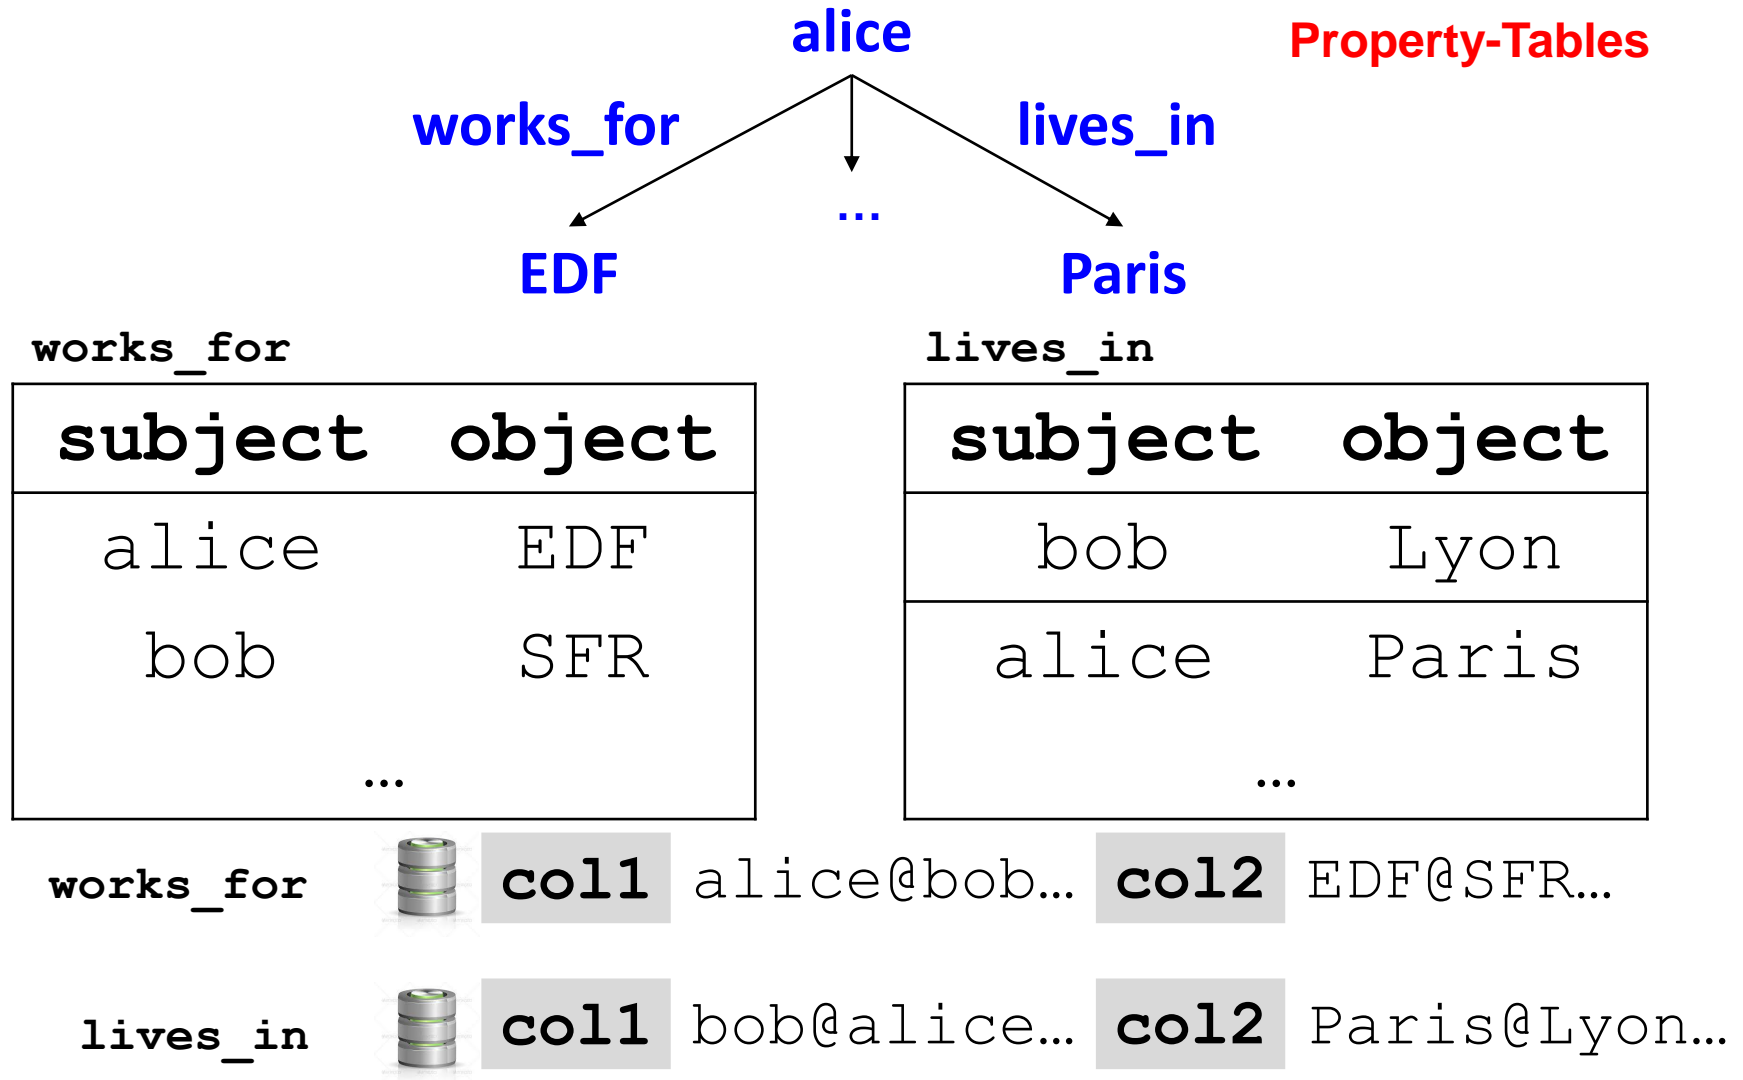 alice
Property-Tables
works_for
lives_in
...
EDF
Paris
works_for
lives_in
subject object
subject object
alice EDF
bob Lyon
bob SFR
alice Paris
...
...
works_for col1 alice@bob… col2 EDF@SFR…
lives_in col1 bob@alice… col2 Paris@Lyon…